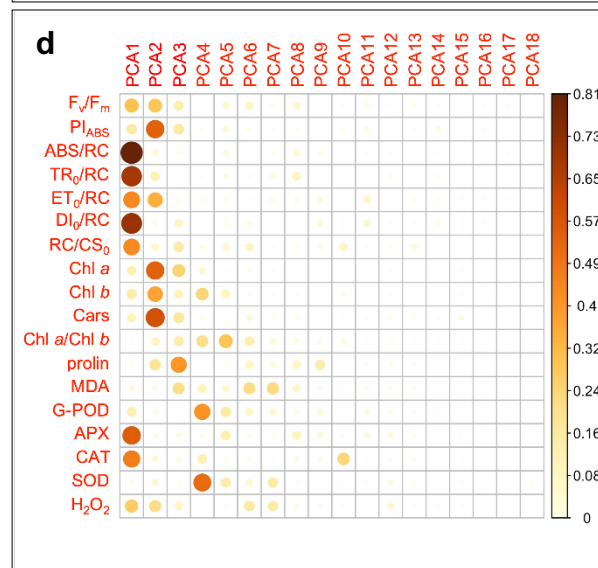 d
PCA1 PCA2 PCA3 PCA4 PCA5 PCA6 PCA7 PCA8 PCA9 PCA10 PCA11 PCA12 PCA13 PCA14 PCA15 PCA16 PCA17 PCA18
Fᵥ/Fₘ
PI_ABS
ABS/RC
TR₀/RC
ET₀/RC
DI₀/RC
RC/CS₀
Chl a
Chl b
Cars
Chl a/Chl b
prolin
MDA
G-POD
APX
CAT
SOD
H₂O₂
0.81
0.73
0.65
0.57
0.49
0.4
0.32
0.24
0.16
0.08
0